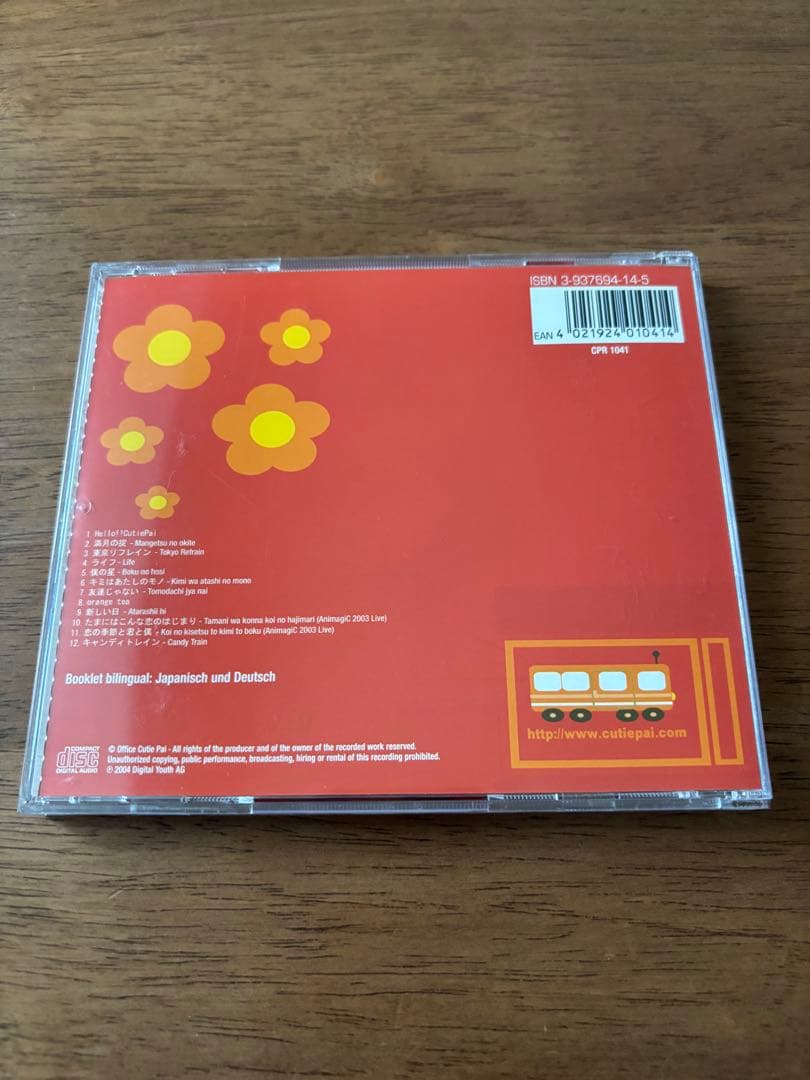 ISBN 3-937694-14-5
EAN 4 021924 010414
CPR 1041
1. Hello!!CutiePai
2. 満月の掟 - Mangetsu no okite
3. 東京リフレイン - Tokyo Refrain
4. ライフ - Life
5. 僕の星 - Boku no hosi
6. キミはあたしのモノ - Kimi wa atashi no mono
7. 友達じゃない - Tomodachi jya nai
8. orange tea
9. 新しい日 - Atarashii hi
10. たまにはこんな恋のはじまり - Tamani wa konna koi no hajimari (AnimagiC 2003 Live)
11. 恋の季節と君と僕 - Koi no kisetsu to kimi to boku (AnimagiC 2003 Live)
12. キャンディトレイン - Candy Train
Booklet bilingual: Japanisch und Deutsch
http://www.cutiepai.com
COMPACT
disc
DIGITAL AUDIO
© Office Cutie Pai - All rights of the producer and of the owner of the recorded work reserved.
Unauthorized copying, public performance, broadcasting, hiring or rental of this recording prohibited.
℗ 2004 Digital Youth AG